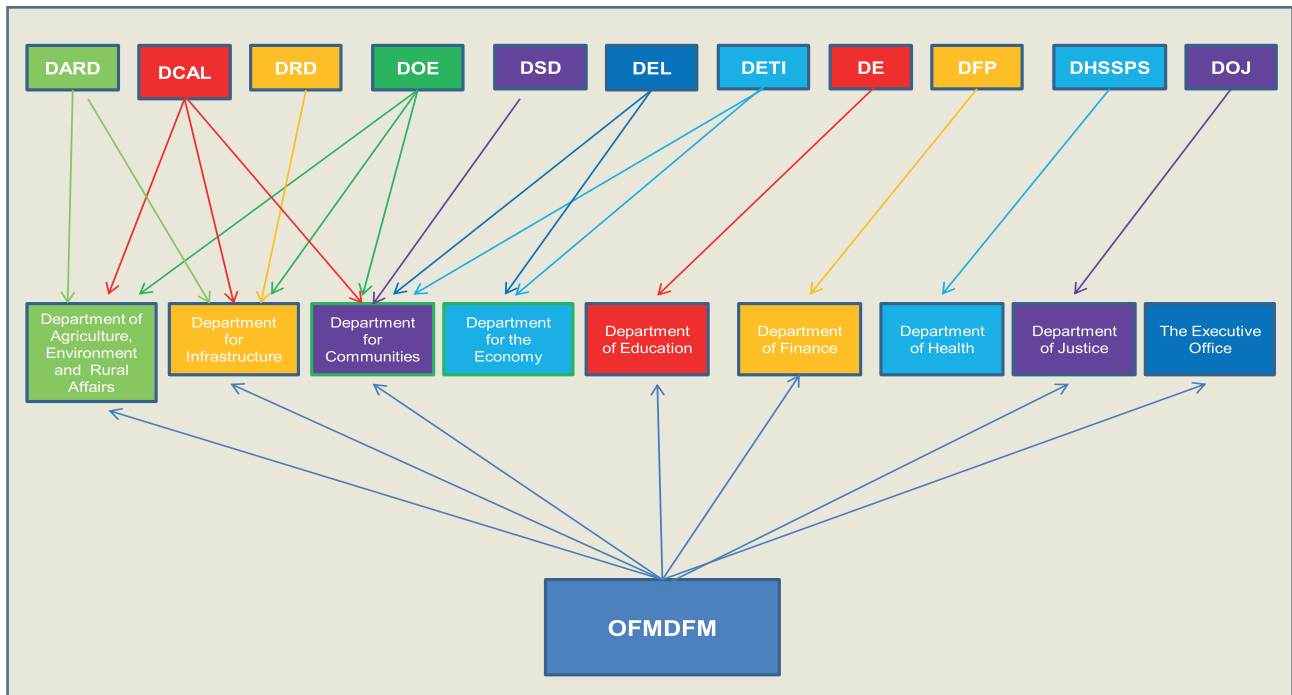 DARD
DCAL
DRD
DOE
DSD
DEL
DETI
DE
DFP
DHSSPS
DOJ
Department of
Agriculture,
Environment
and Rural
Affairs
Department
for
Infrastructure
Department
for
Communities
Department
for the
Economy
Department
of Education
Department
of Finance
Department
of Health
Department
of Justice
The Executive
Office
OFMDFM